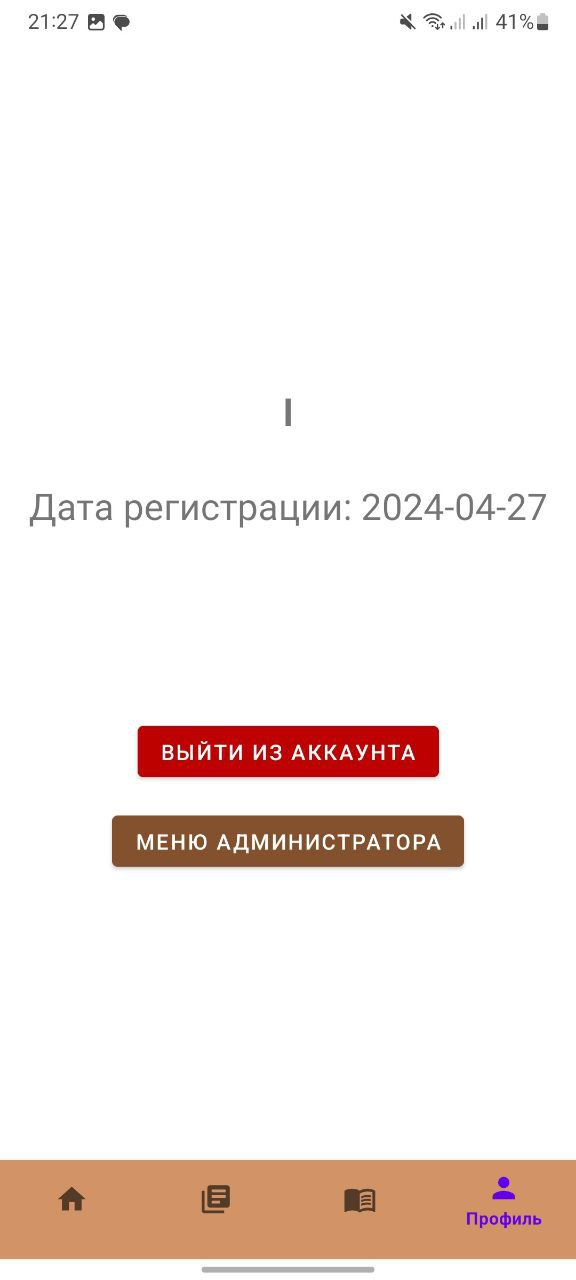 21:27 41%
I
Дата регистрации: 2024-04-27
ВЫЙТИ ИЗ АККАУНТА
МЕНЮ АДМИНИСТРАТОРА
Профиль